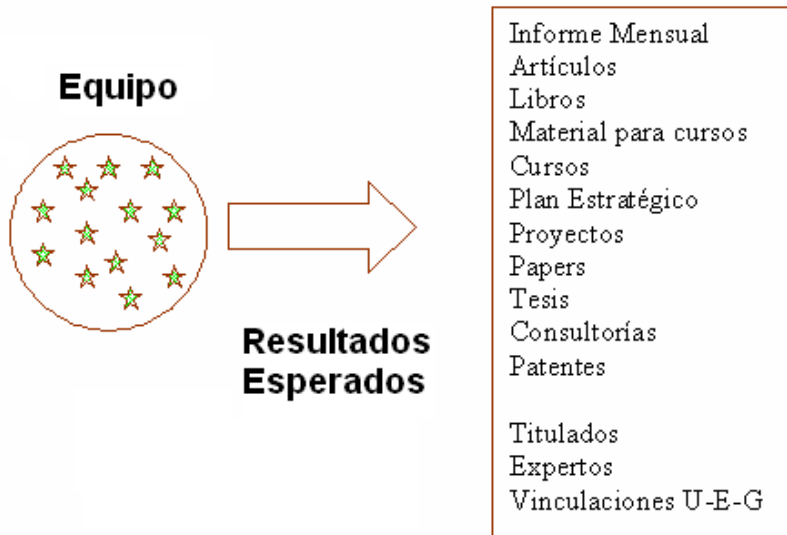 Equipo
Resultados
Esperados
Informe Mensual
Artículos
Libros
Material para cursos
Cursos
Plan Estratégico
Proyectos
Papers
Tesis
Consultorías
Patentes
Titulados
Expertos
Vinculaciones U-E-G